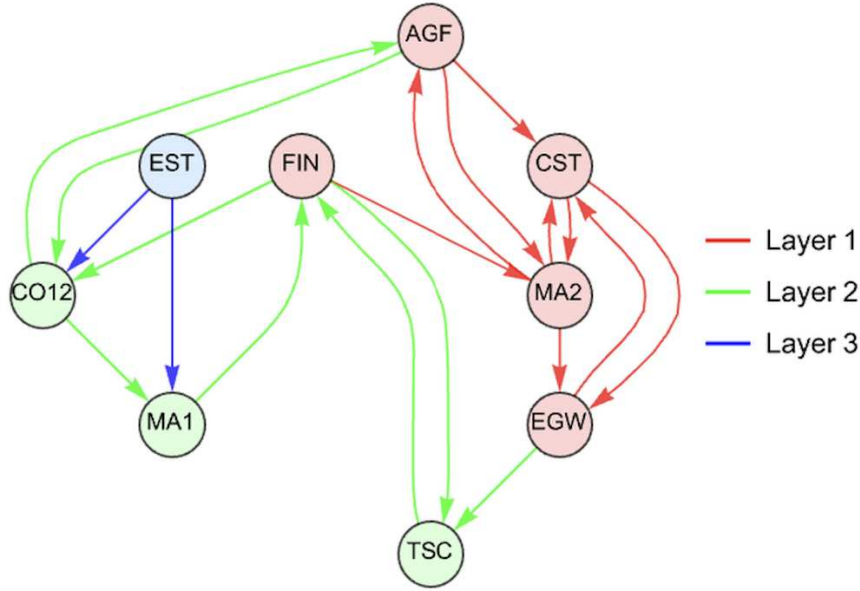 AGF
EST
FIN
CST
Layer 1
CO12
MA2
Layer 2
Layer 3
MA1
EGW
TSC